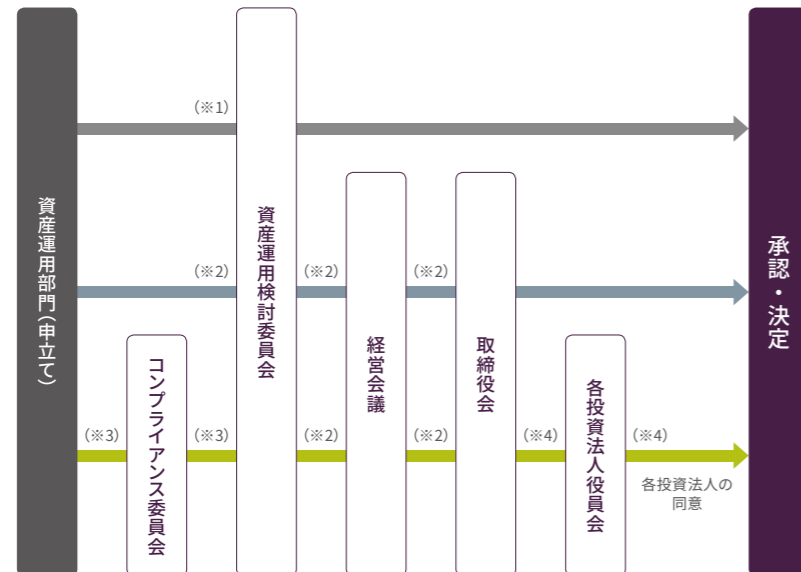 資産運用部門（申立て）
（※1）
（※2）
（※3）
コンプライアンス委員会
（※3）
資産運用検討委員会
（※2）
（※2）
経営会議
（※2）
（※2）
取締役会
（※4）
各投資法人役員会
（※4）
各投資法人の
同意
承認・決定